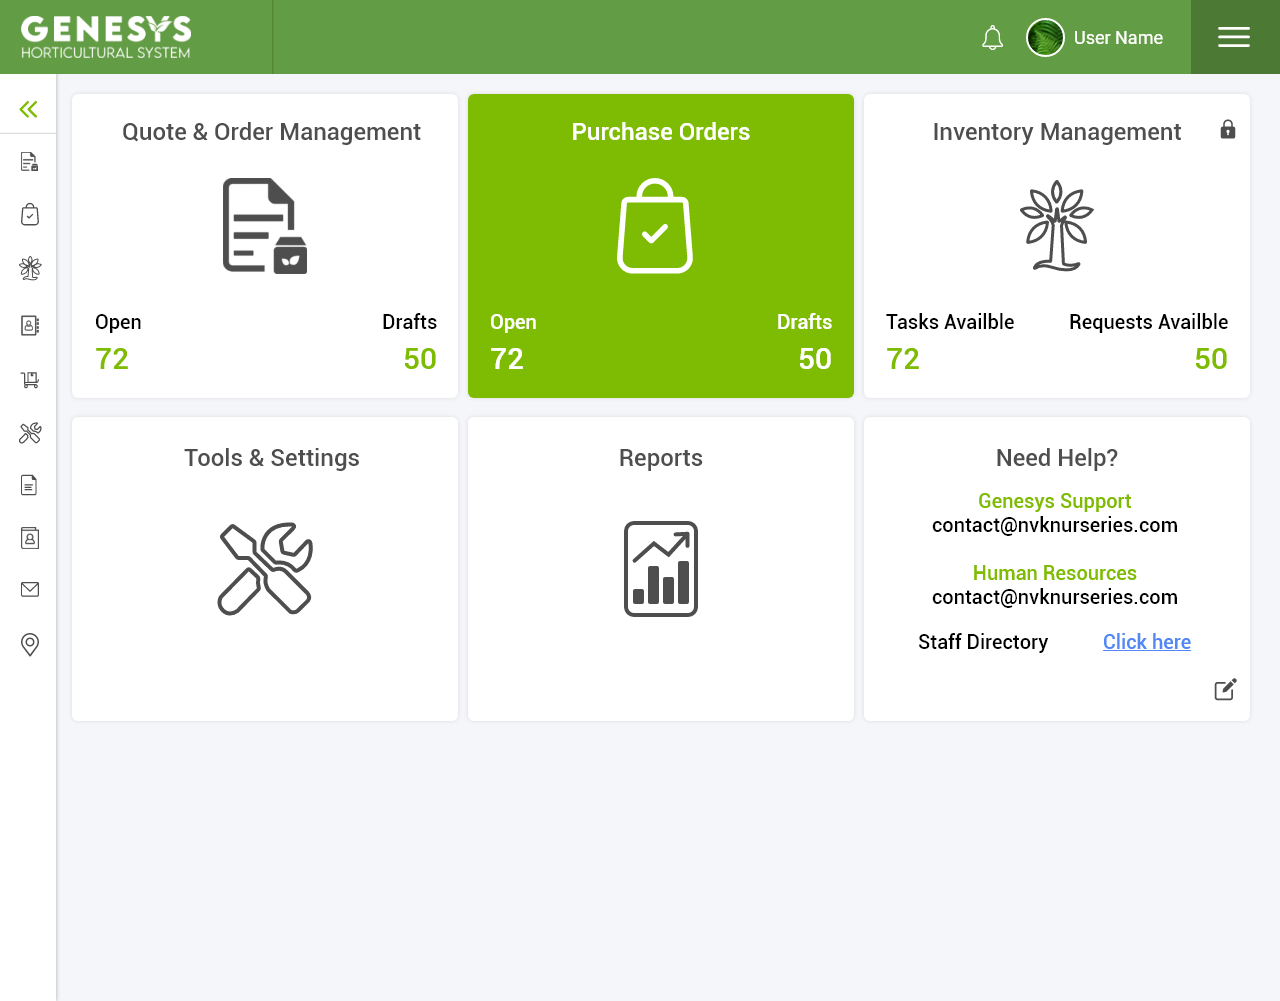 GENESYS
HORTICULTURAL SYSTEM
User Name
Quote & Order Management
Open
Drafts
72
50
Purchase Orders
Open
Drafts
72
50
Inventory Management
Tasks Availble
Requests Availble
72
50
Tools & Settings
Reports
Need Help?
Genesys Support
contact@nvknurseries.com
Human Resources
contact@nvknurseries.com
Staff Directory
Click here